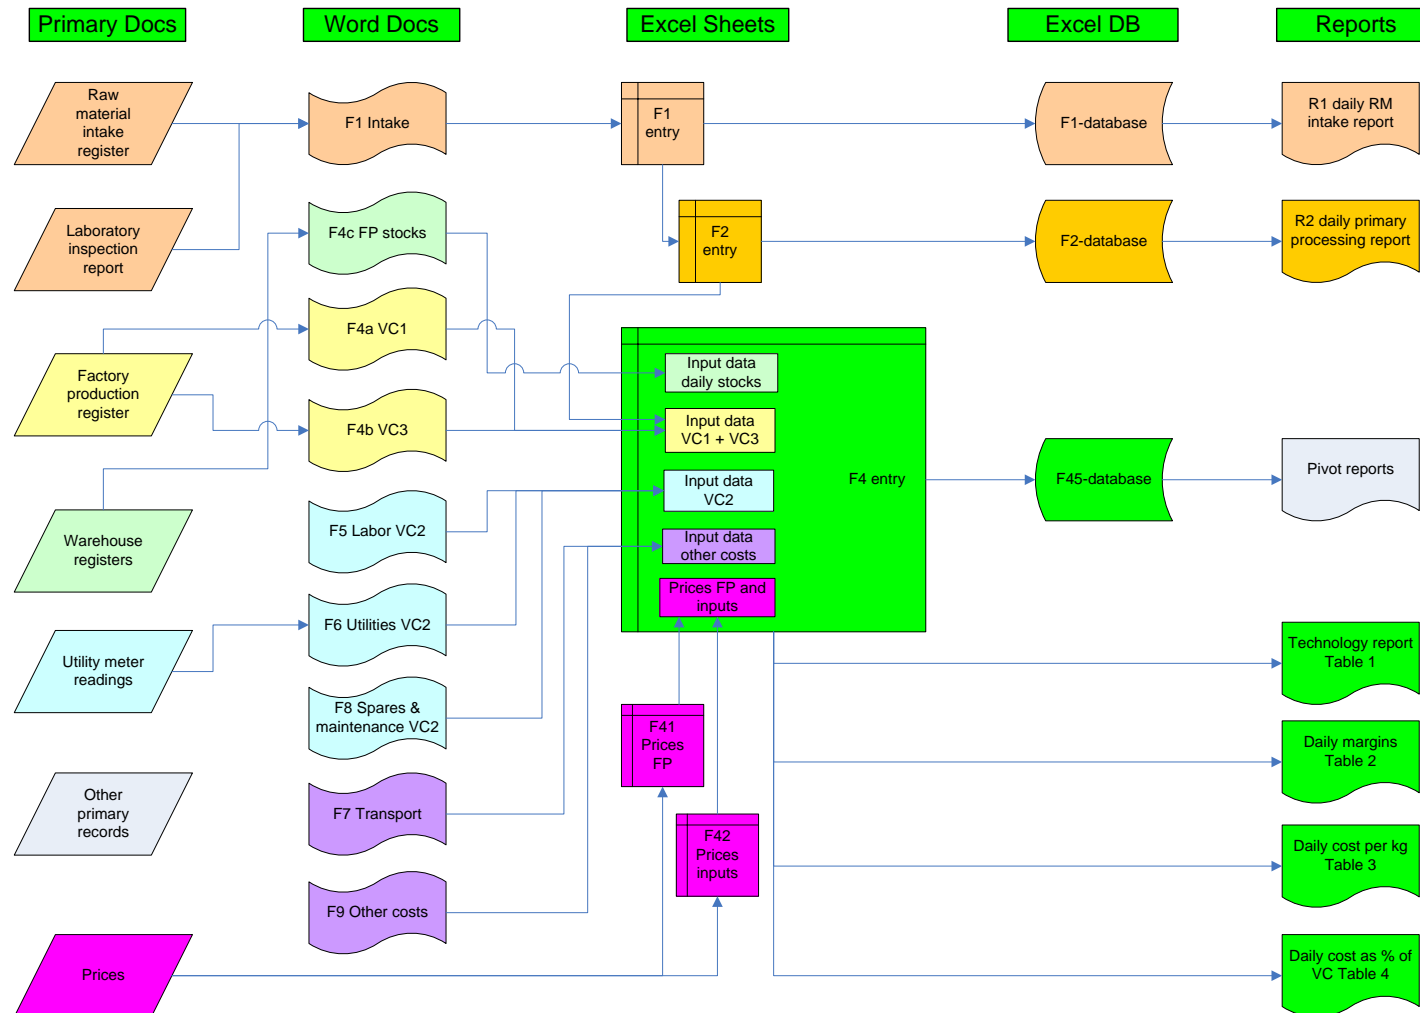 Primary Docs
Word Docs
Excel Sheets
Excel DB
Reports
Raw
material
intake
register
F1 Intake
F1
entry
F1-database
R1 daily RM
intake report
Laboratory
inspection
report
F4c FP stocks
F2
entry
F2-database
R2 daily primary
processing report
Factory
production
register
F4a VC1
F4b VC3
Input data
daily stocks
Input data
VC1 + VC3
Input data
VC2
Input data
other costs
Prices FP and
inputs
F4 entry
F45-database
Pivot reports
Warehouse
registers
F5 Labor VC2
Utility meter
readings
F6 Utilities VC2
F8 Spares &
maintenance VC2
F41
Prices
FP
Technology report
Table 1
Daily margins
Table 2
Other
primary
records
F7 Transport
F42
Prices
inputs
Daily cost per kg
Table 3
F9 Other costs
Prices
Daily cost as % of
VC Table 4